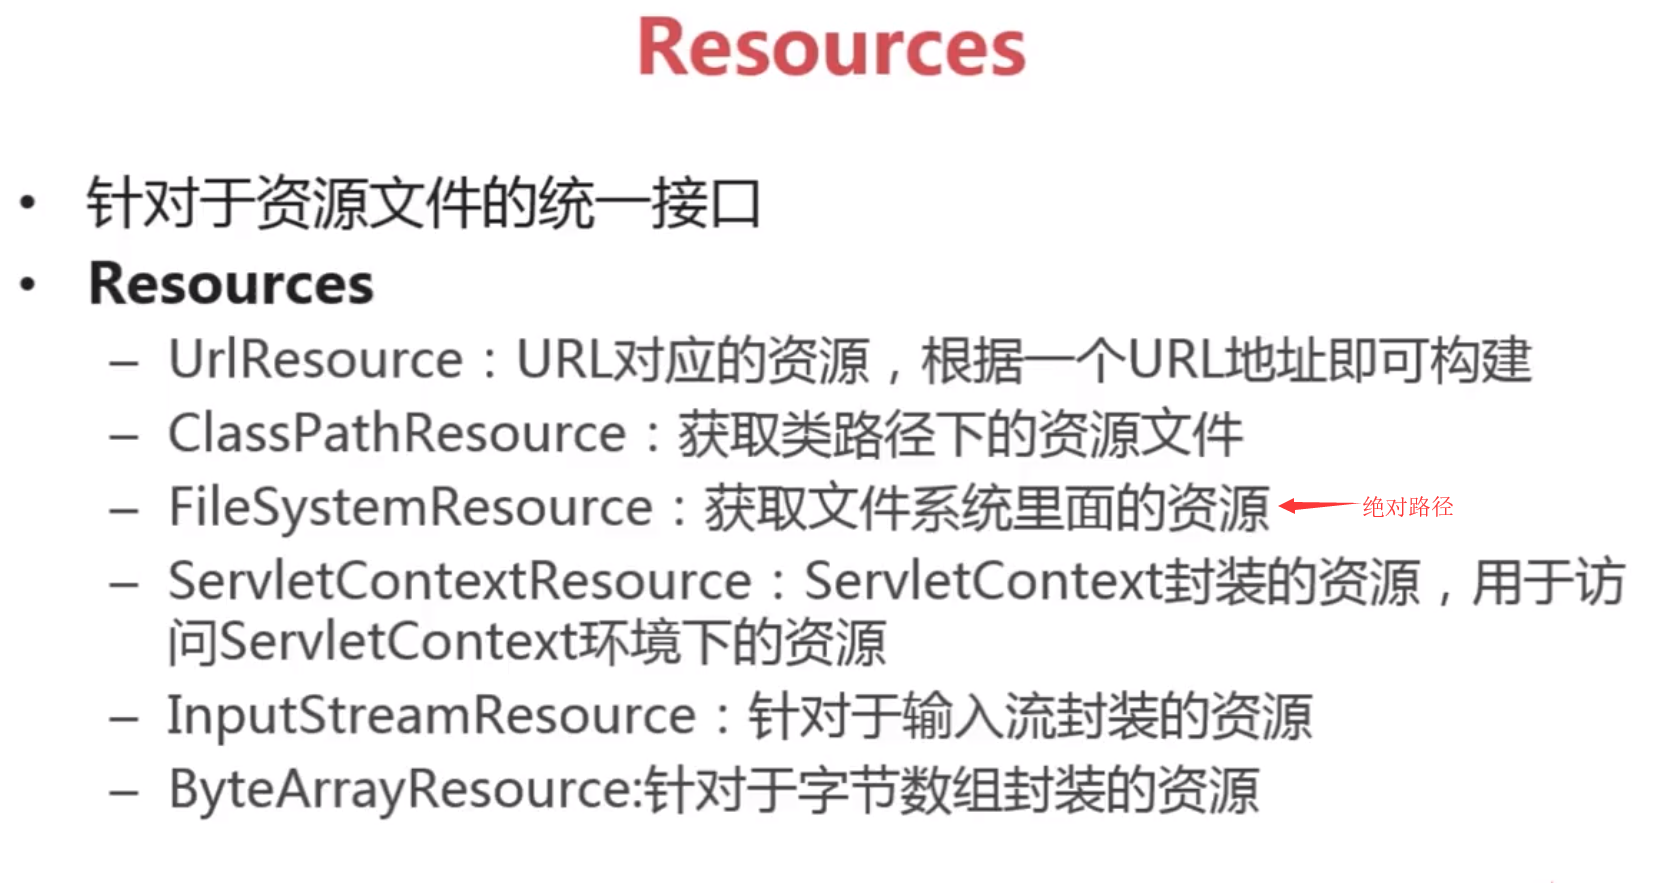 Resources
• 针对于资源文件的统一接口
• Resources
– UrlResource：URL对应的资源，根据一个URL地址即可构建
– ClassPathResource：获取类路径下的资源文件
– FileSystemResource：获取文件系统里面的资源 绝对路径
– ServletContextResource：ServletContext封装的资源，用于访
问ServletContext环境下的资源
– InputStreamResource：针对于输入流封装的资源
– ByteArrayResource:针对于字节数组封装的资源